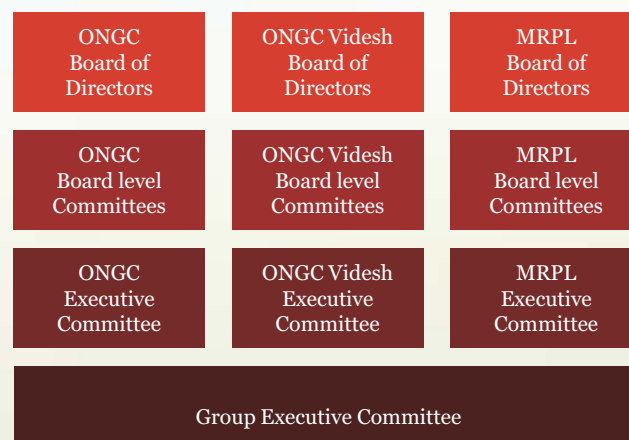 ONGC
Board of
Directors
ONGC Videsh
Board of
Directors
MRPL
Board of
Directors
ONGC
Board level
Committees
ONGC Videsh
Board level
Committees
MRPL
Board level
Committees
ONGC
Executive
Committee
ONGC Videsh
Executive
Committee
MRPL
Executive
Committee
Group Executive Committee